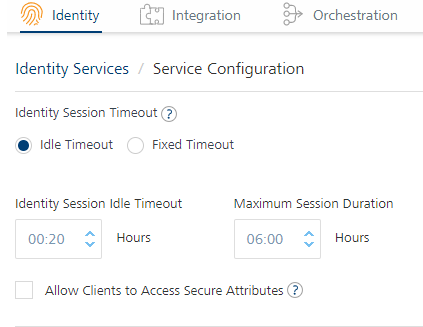 Identity Integration Orchestration
Identity Services / Service Configuration
Identity Session Timeout ?
Idle Timeout Fixed Timeout
Identity Session Idle Timeout Maximum Session Duration
00:20 Hours 06:00 Hours
Allow Clients to Access Secure Attributes ?